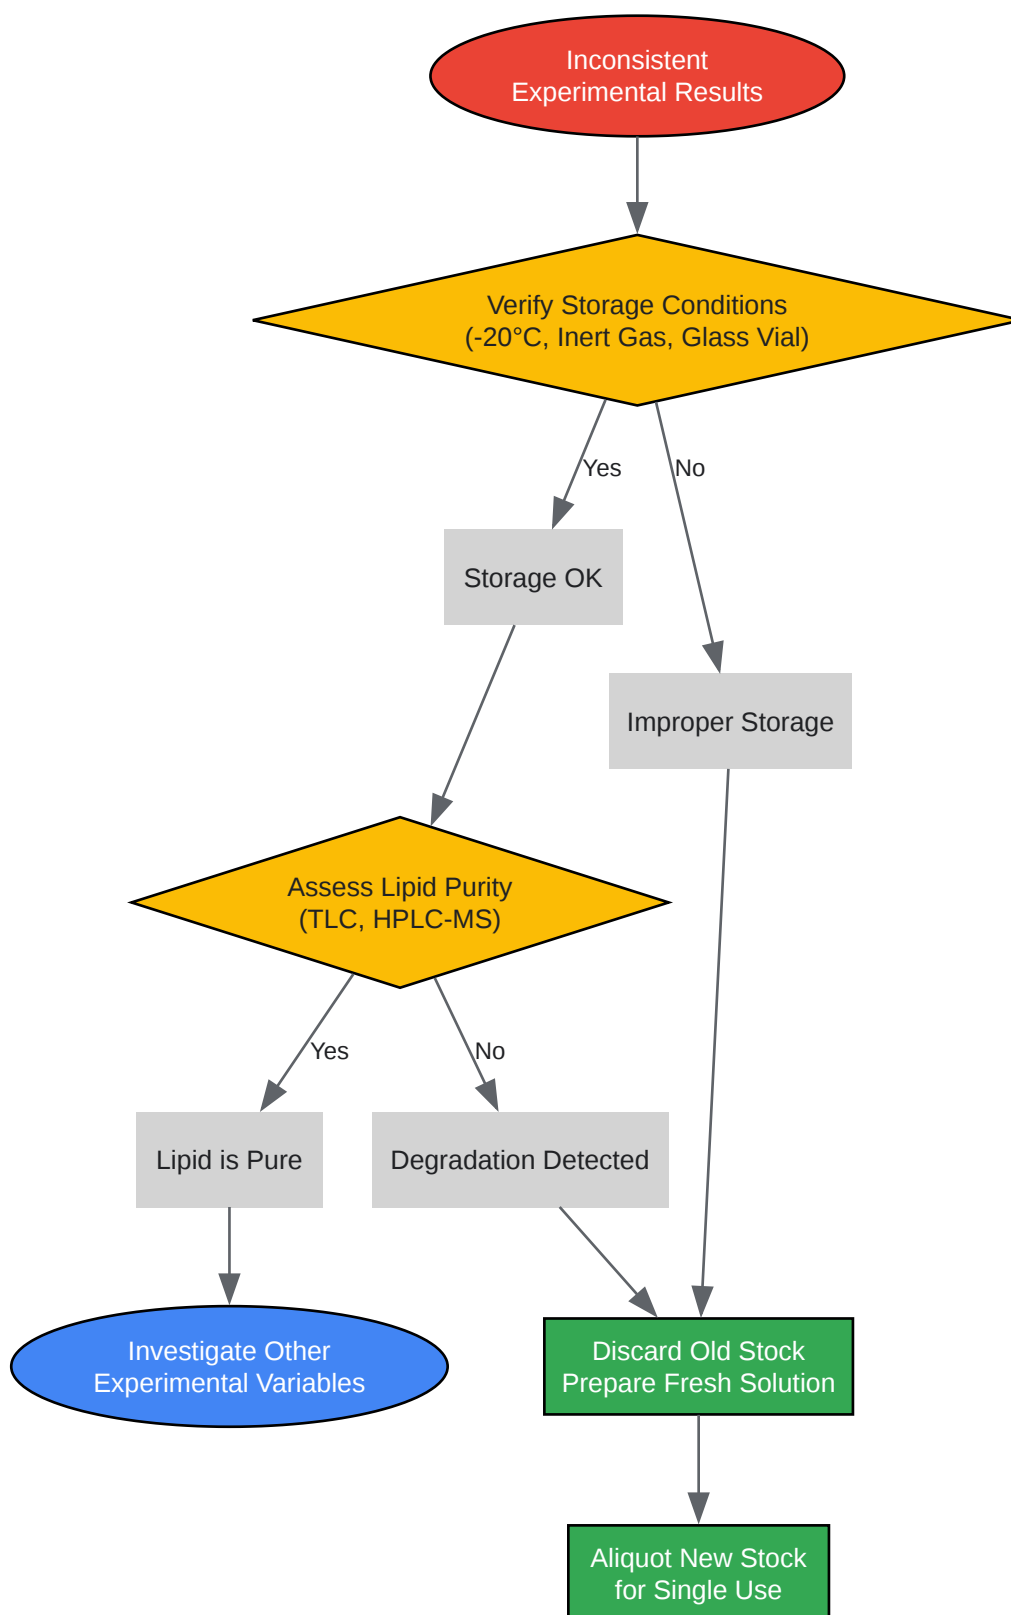 Inconsistent
Experimental Results
Verify Storage Conditions
(-20°C, Inert Gas, Glass Vial)
Yes
No
Storage OK
Improper Storage
Assess Lipid Purity
(TLC, HPLC-MS)
Yes
No
Lipid is Pure
Degradation Detected
Investigate Other
Experimental Variables
Discard Old Stock
Prepare Fresh Solution
Aliquot New Stock
for Single Use